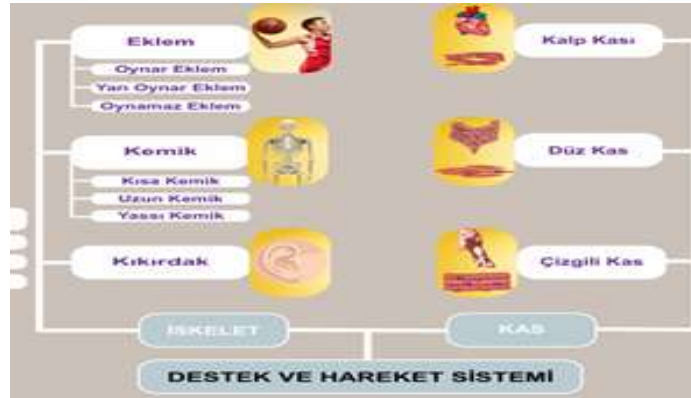 Eklem
Oynar Eklem
Yarı Oynar Eklem
Oynamaz Eklem
Kemik
Kısa Kemik
Uzun Kemik
Yassı Kemik
Kıkırdak
Kalp Kası
Düz Kas
Çizgili Kas
İSKELET
KAS
DESTEK VE HAREKET SİSTEMİ